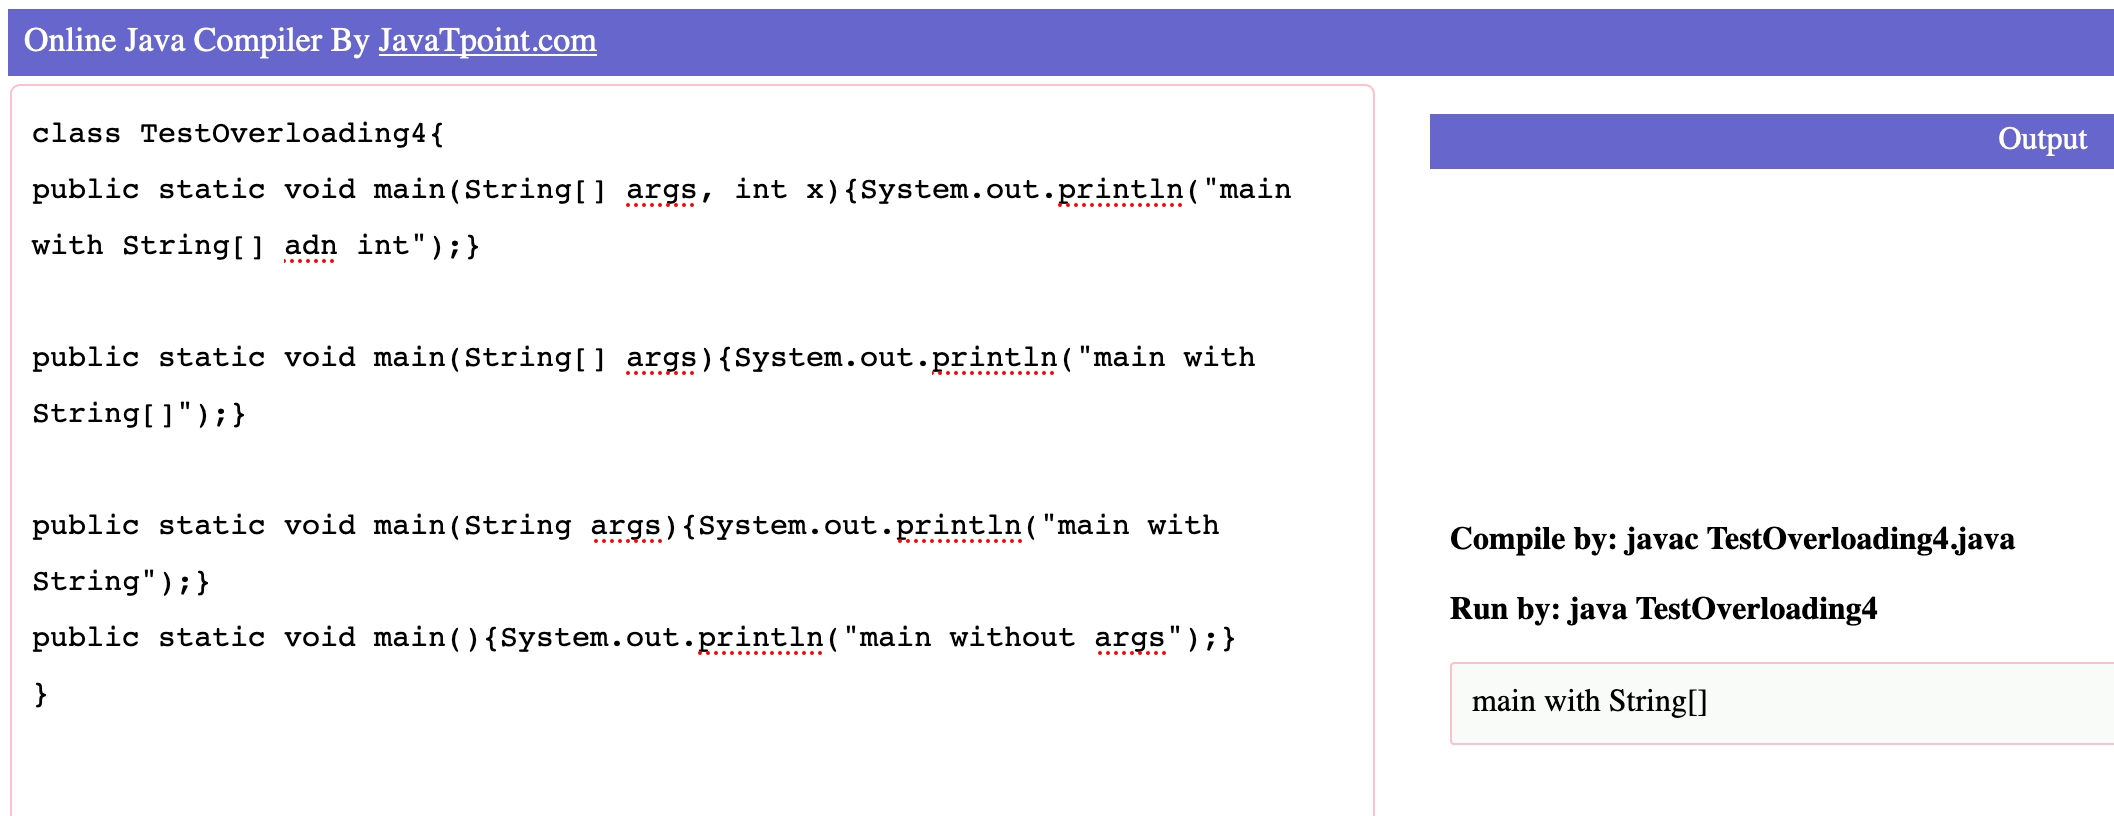 Online Java Compiler By JavaTpoint.com
class TestOverloading4{
public static void main(String[] args, int x){System.out.println("main
with String[] adn int");}
public static void main(String[] args){System.out.println("main with
String[]");}
public static void main(String args){System.out.println("main with
String");}
public static void main(){System.out.println("main without args");}
}
Output
Compile by: javac TestOverloading4.java
Run by: java TestOverloading4
main with String[]